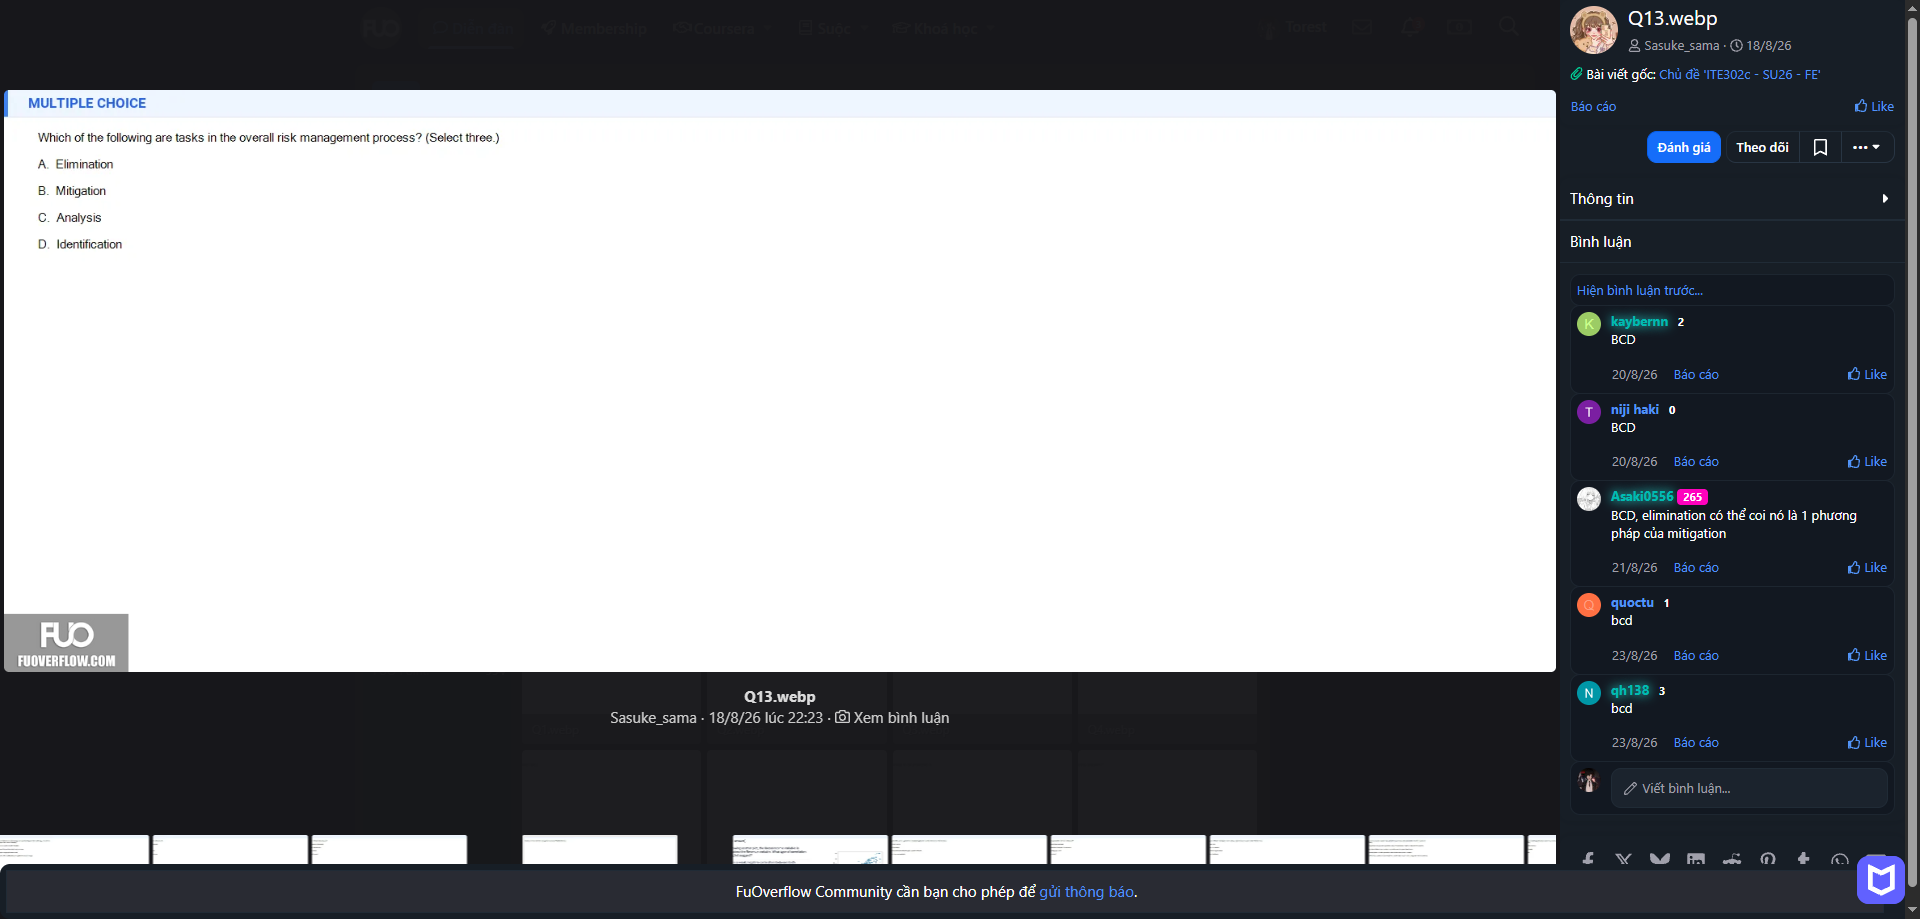 FUO
Membership
Coursera
Khoá học
Torest
MULTIPLE CHOICE
Which of the following are tasks in the overall risk management process? (Select three.)
A. Elimination
B. Mitigation
C. Analysis
D. Identification
FUO
FUOVERFLOW.COM
Q13.webp
Sasuke_sama · 18/8/26 lúc 22:23 · Xem bình luận
Q13.webp
Sasuke_sama · 18/8/26
Bài viết gốc: Chủ đề 'ITE302c - SU26 - FE'
Báo cáo
Like
Đánh giá
Theo dõi
Thông tin
Bình luận
Hiện bình luận trước...
K
kaybernn 2
BCD
20/8/26 Báo cáo Like
T
niji haki 0
BCD
20/8/26 Báo cáo Like
Asaki0556 265
BCD, elimination có thể coi nó là 1 phương
pháp của mitigation
21/8/26 Báo cáo Like
Q
quoctu 1
bcd
23/8/26 Báo cáo Like
N
qh138 3
bcd
23/8/26 Báo cáo Like
Viết bình luận...
FuOverflow Community cần bạn cho phép để gửi thông báo.